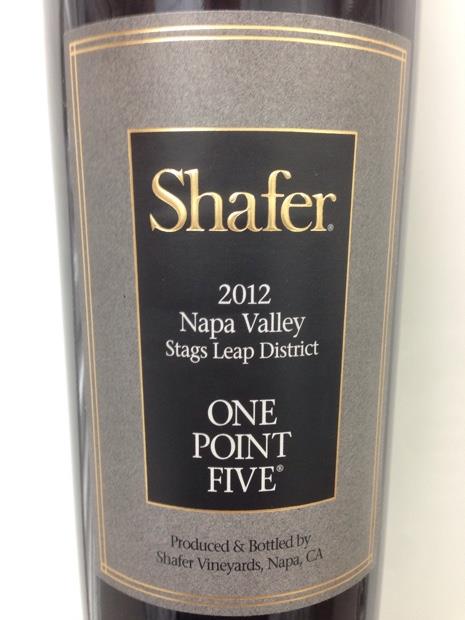 Shafer®
2012
Napa Valley
Stags Leap District
ONE
POINT
FIVE®
Produced & Bottled by
Shafer Vineyards, Napa, CA